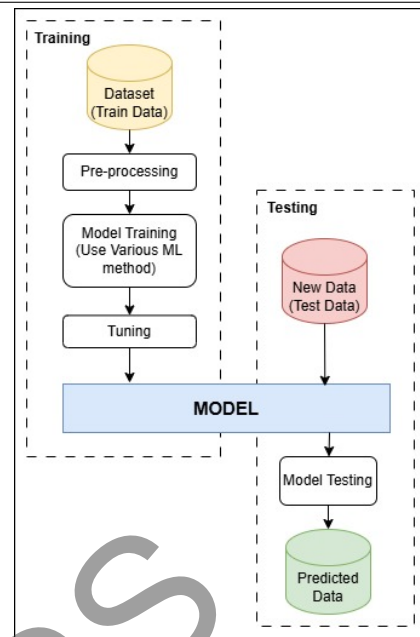 Training
Dataset
(Train Data)
Pre-processing
Model Training
(Use Various ML
method)
Tuning
Testing
New Data
(Test Data)
MODEL
Model Testing
Predicted
Data